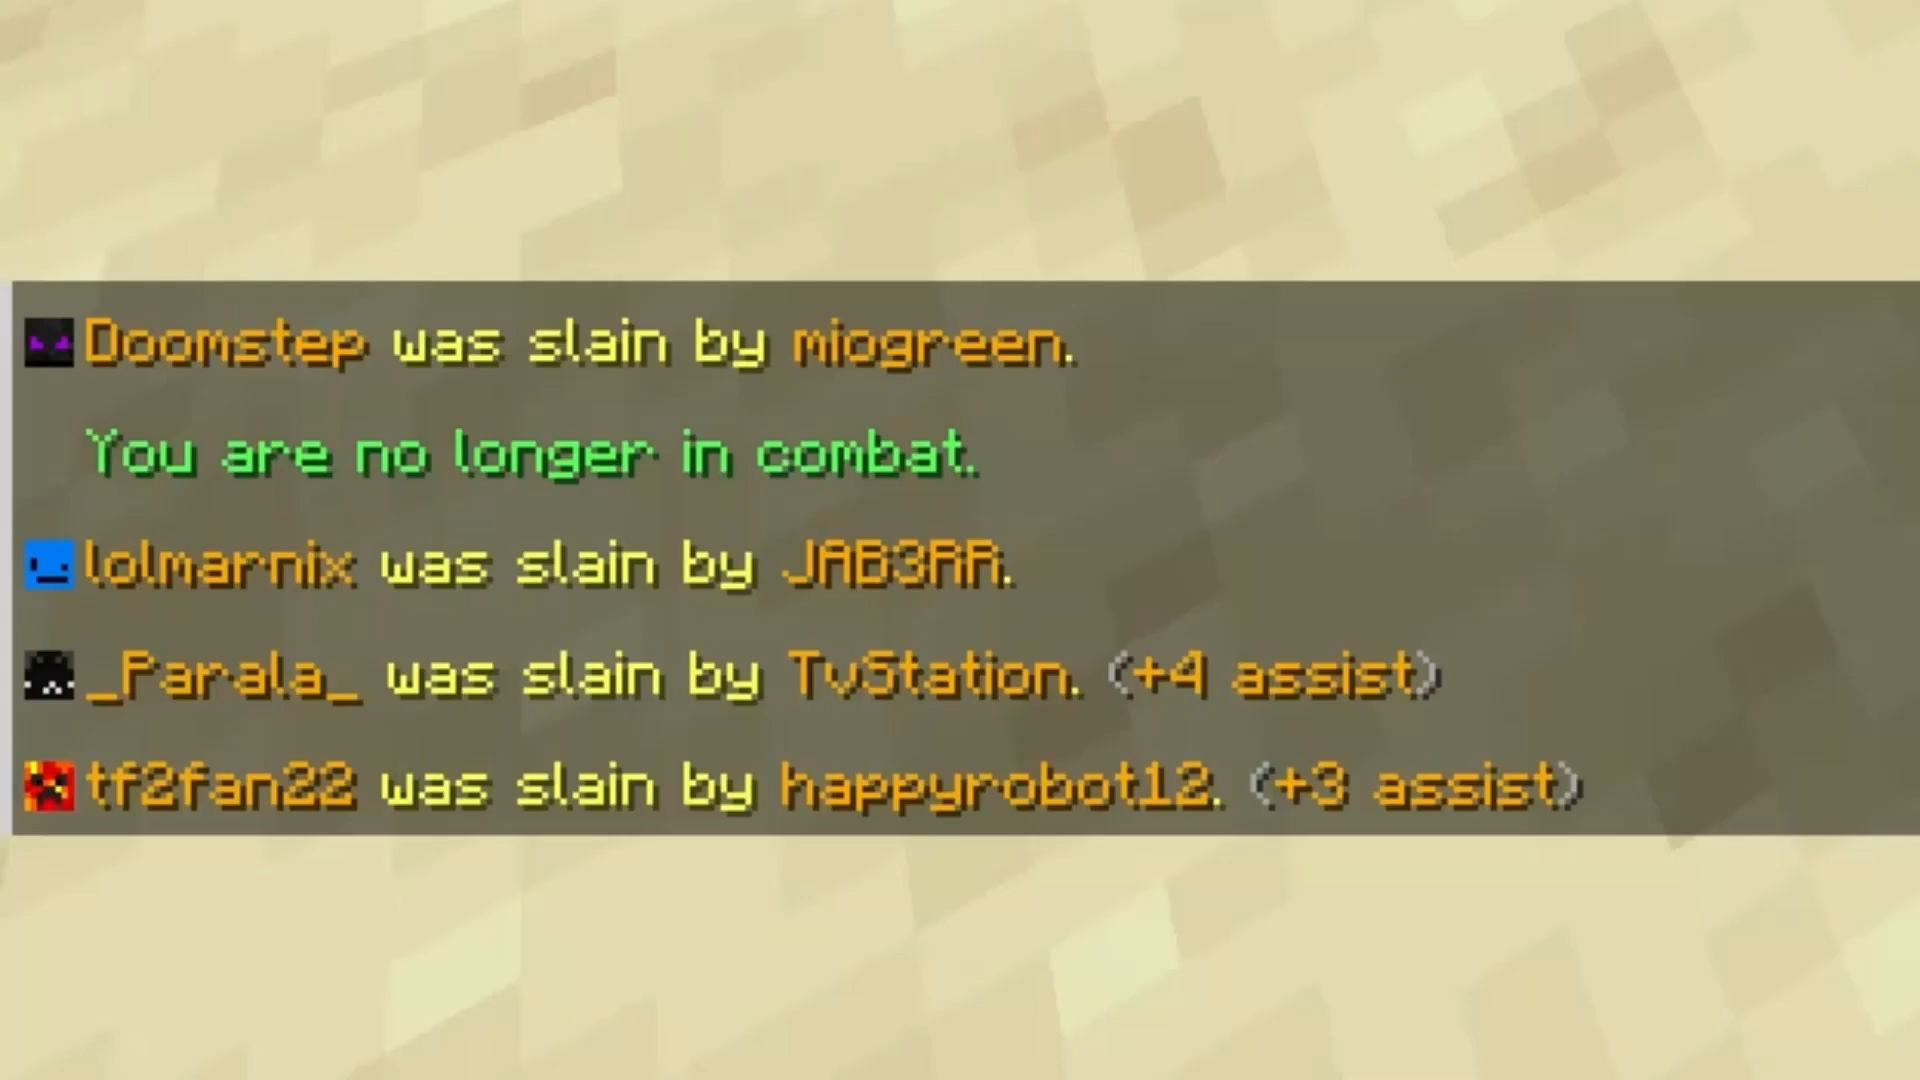 Doomstep was slain by miogreen.
You are no longer in combat.
lolmarnix was slain by JAB3RR.
_Parala_ was slain by TvStation. (+4 assist)
tf2fan22 was slain by happyrobot12. (+3 assist)